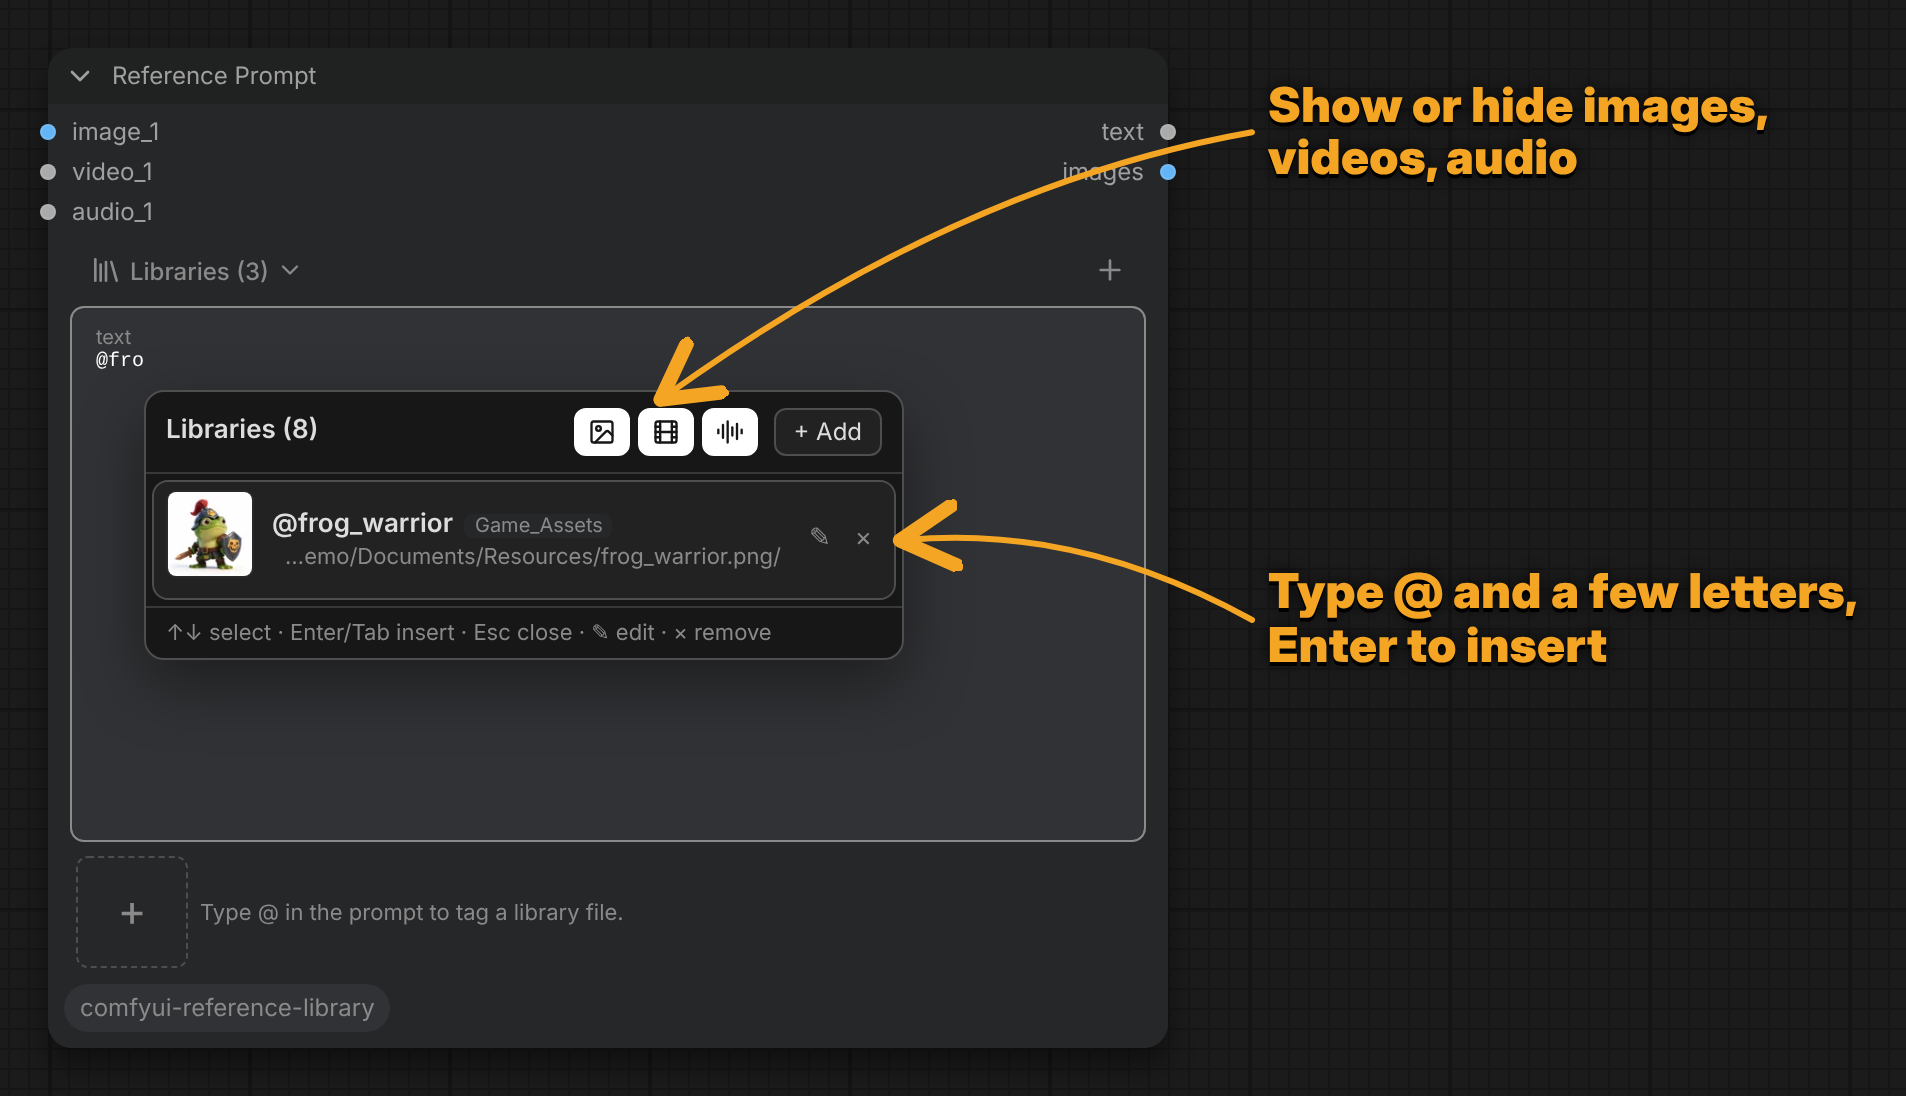 Reference Prompt
image_1
text
video_1
images
audio_1
Libraries (3)
text
@fro
Libraries (8)
+ Add
@frog_warrior Game_Assets
...emo/Documents/Resources/frog_warrior.png/
↑↓ select · Enter/Tab insert · Esc close · ✎ edit · × remove
Type @ in the prompt to tag a library file.
comfyui-reference-library
Show or hide images,
videos, audio
Type @ and a few letters,
Enter to insert